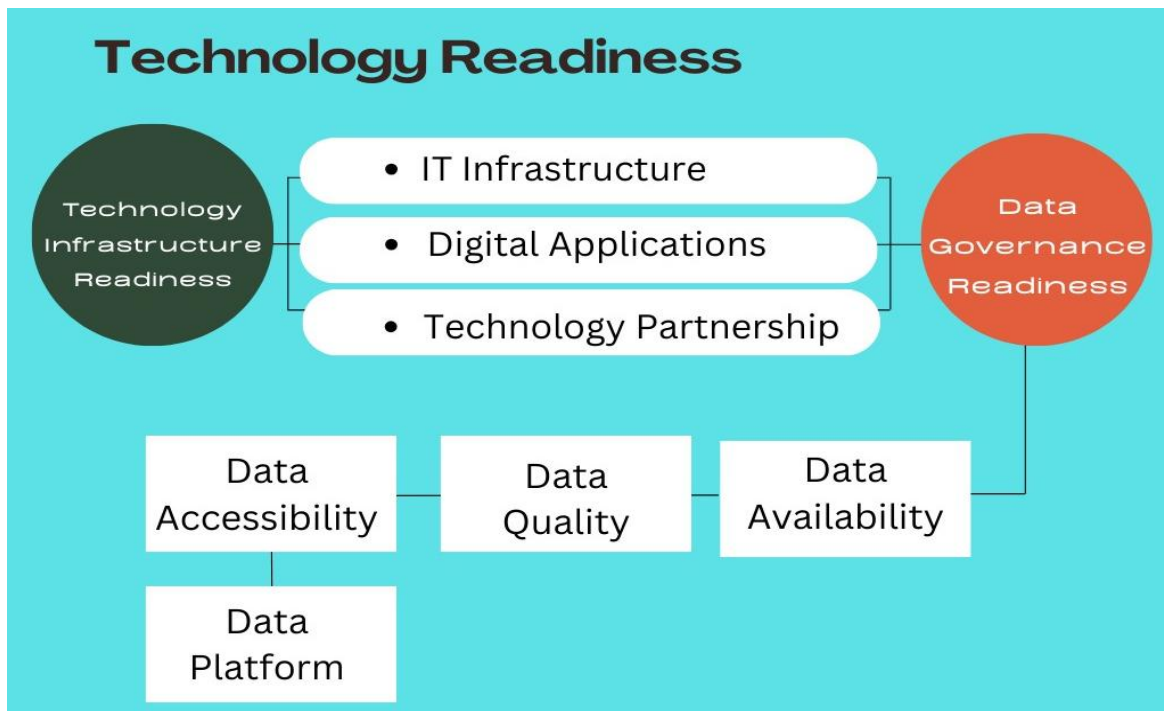 Technology Readiness
Technology
Infrastructure
Readiness
• IT Infrastructure
• Digital Applications
• Technology Partnership
Data
Governance
Readiness
Data
Accessibility
Data
Quality
Data
Availability
Data
Platform